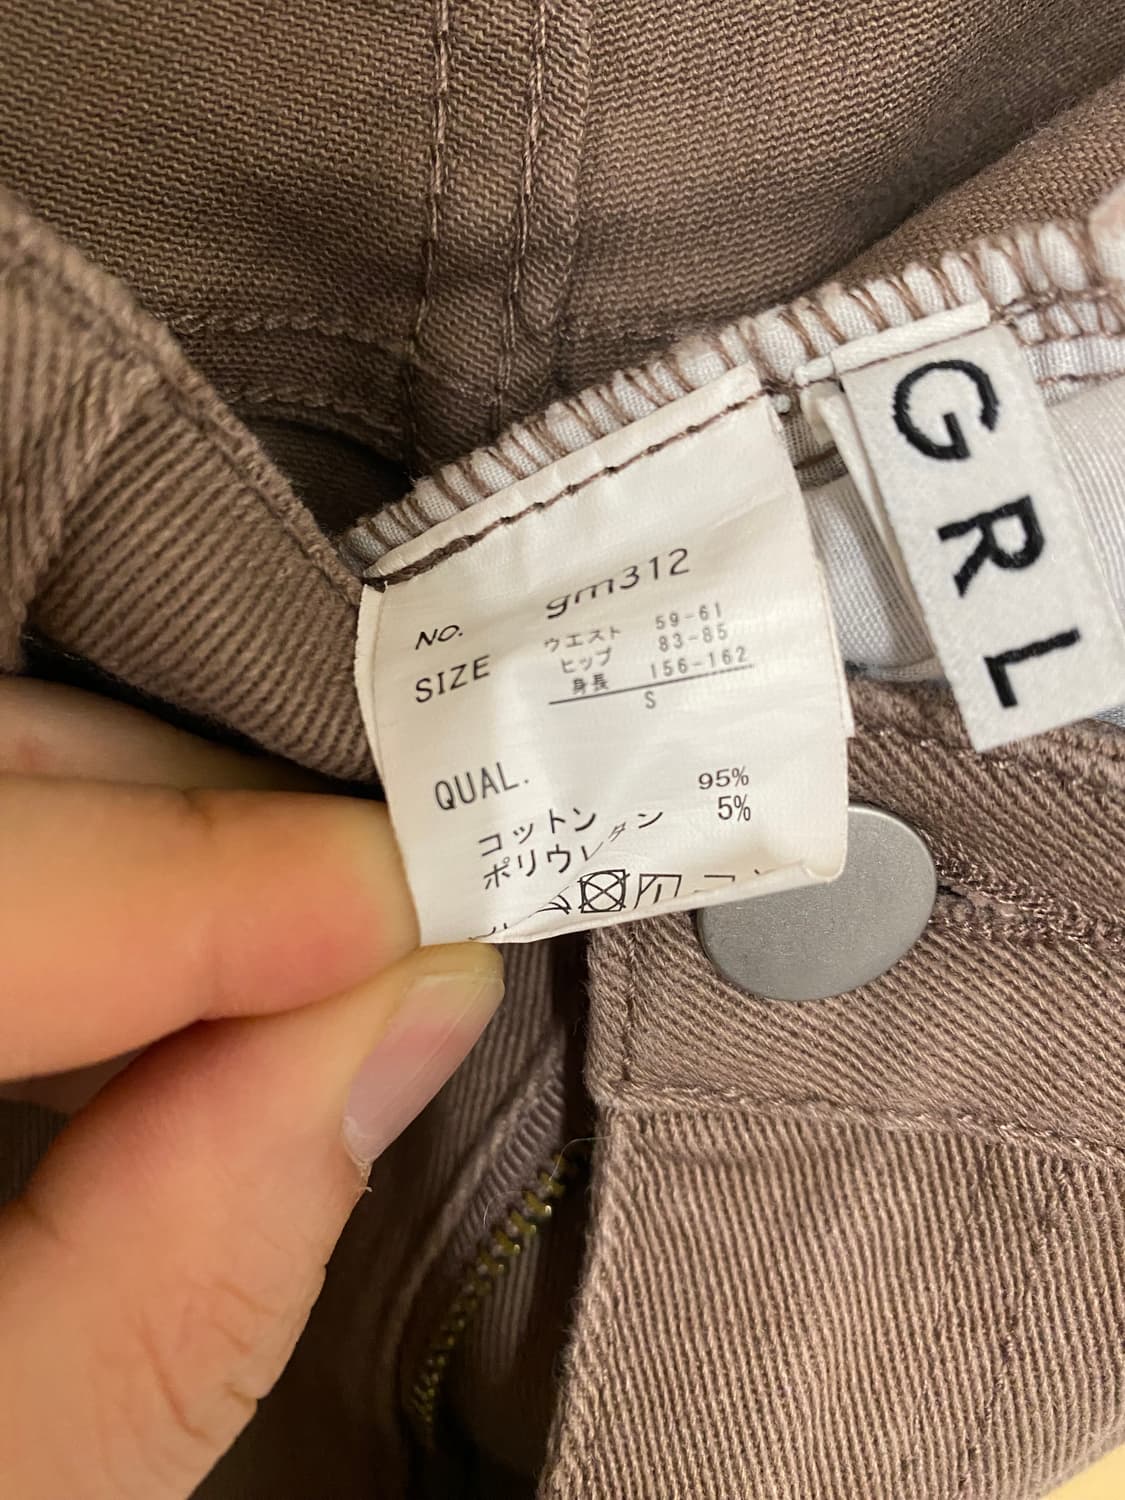 NO. gm312
SIZE ウエスト 59-61
ヒップ 83-85
身長 156-162
S
QUAL.
コットン 95%
ポリウレタン 5%
GRL